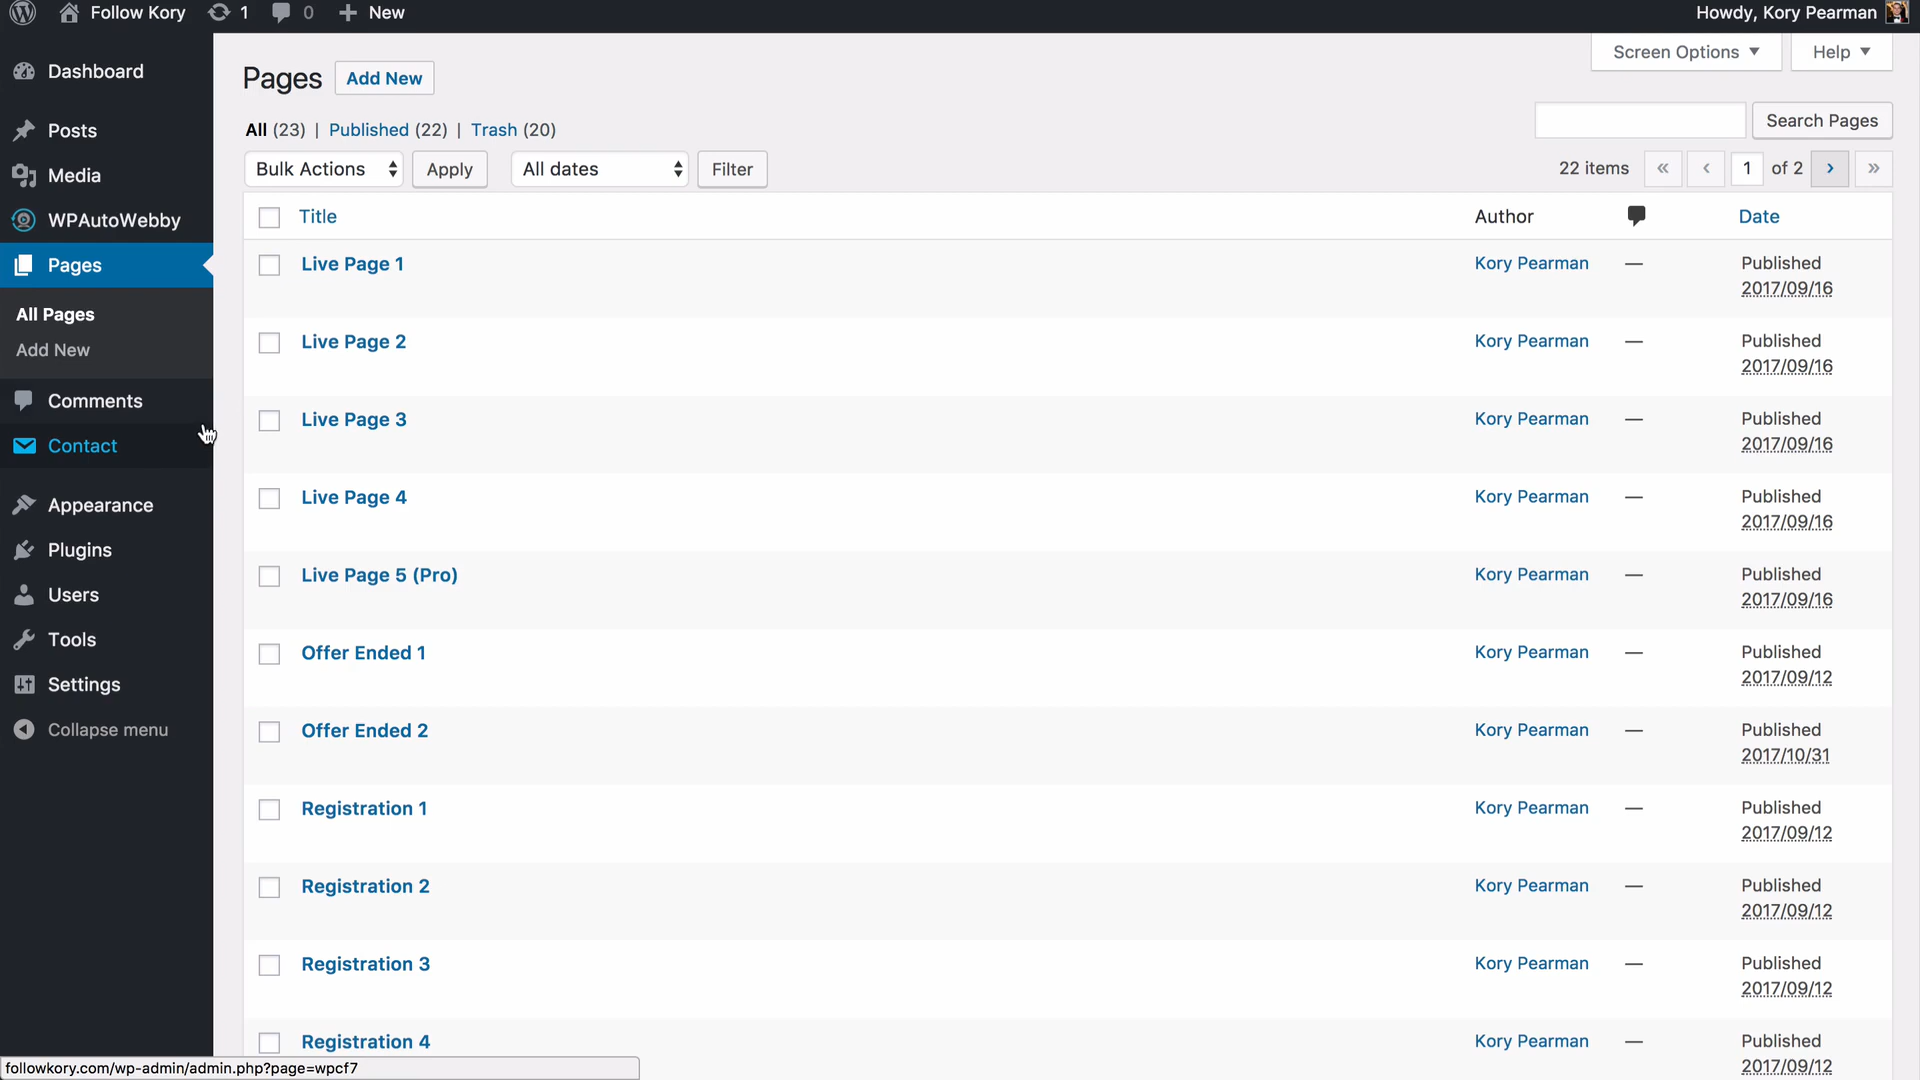 Follow Kory 1 0 New Howdy, Kory Pearman
Dashboard
Posts
Media
WPAutoWebby
Pages
All Pages
Add New
Comments
Contact
Appearance
Plugins
Users
Tools
Settings
Collapse menu
Screen Options Help
Pages Add New
All (23) | Published (22) | Trash (20)
Search Pages
Bulk Actions Apply All dates Filter 22 items « ‹ 1 of 2 › »
Title Author Date
Live Page 1 Kory Pearman — Published
2017/09/16
Live Page 2 Kory Pearman — Published
2017/09/16
Live Page 3 Kory Pearman — Published
2017/09/16
Live Page 4 Kory Pearman — Published
2017/09/16
Live Page 5 (Pro) Kory Pearman — Published
2017/09/16
Offer Ended 1 Kory Pearman — Published
2017/09/12
Offer Ended 2 Kory Pearman — Published
2017/10/31
Registration 1 Kory Pearman — Published
2017/09/12
Registration 2 Kory Pearman — Published
2017/09/12
Registration 3 Kory Pearman — Published
2017/09/12
Registration 4 Kory Pearman — Published
2017/09/12
followkory.com/wp-admin/admin.php?page=wpcf7